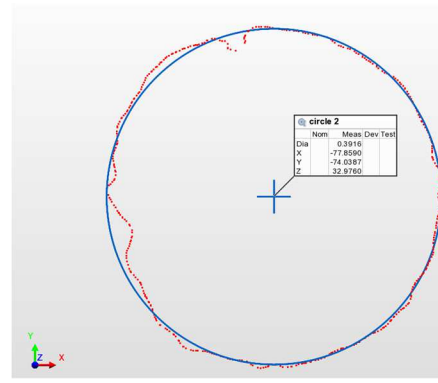 circle 2
Nom Meas Dev Test
Dia 0.3916
X -77.8590
Y -74.0387
Z 32.9760
Y
Z X